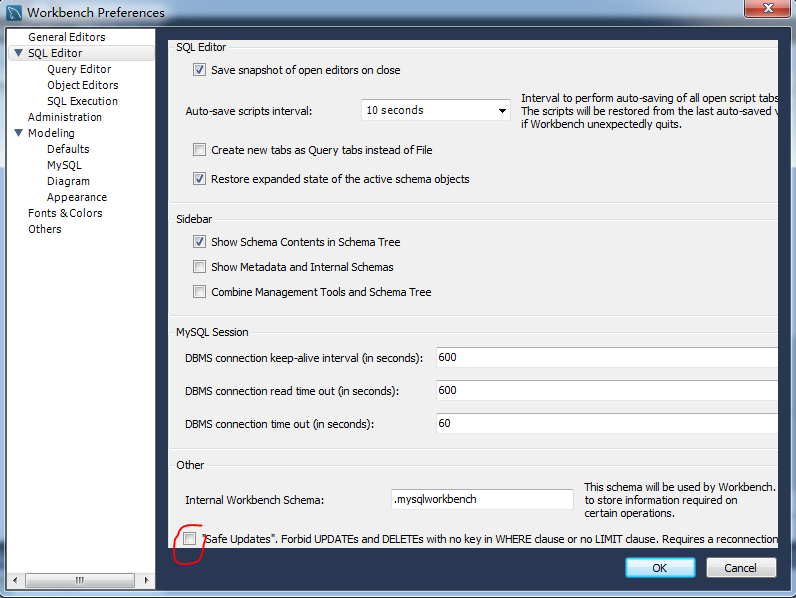 Workbench Preferences
General Editors
SQL Editor
Query Editor
Object Editors
SQL Execution
Administration
Modeling
Defaults
MySQL
Diagram
Appearance
Fonts & Colors
Others
SQL Editor
Save snapshot of open editors on close
Auto-save scripts interval:
10 seconds
Interval to perform auto-saving of all open script tabs
The scripts will be restored from the last auto-saved v
if Workbench unexpectedly quits.
Create new tabs as Query tabs instead of File
Restore expanded state of the active schema objects
Sidebar
Show Schema Contents in Schema Tree
Show Metadata and Internal Schemas
Combine Management Tools and Schema Tree
MySQL Session
DBMS connection keep-alive interval (in seconds):
600
DBMS connection read time out (in seconds):
600
DBMS connection time out (in seconds):
60
Other
Internal Workbench Schema:
.mysqlworkbench
This schema will be used by Workbench.
to store information required on
certain operations.
"Safe Updates". Forbid UPDATEs and DELETEs with no key in WHERE clause or no LIMIT clause. Requires a reconnection
OK
Cancel